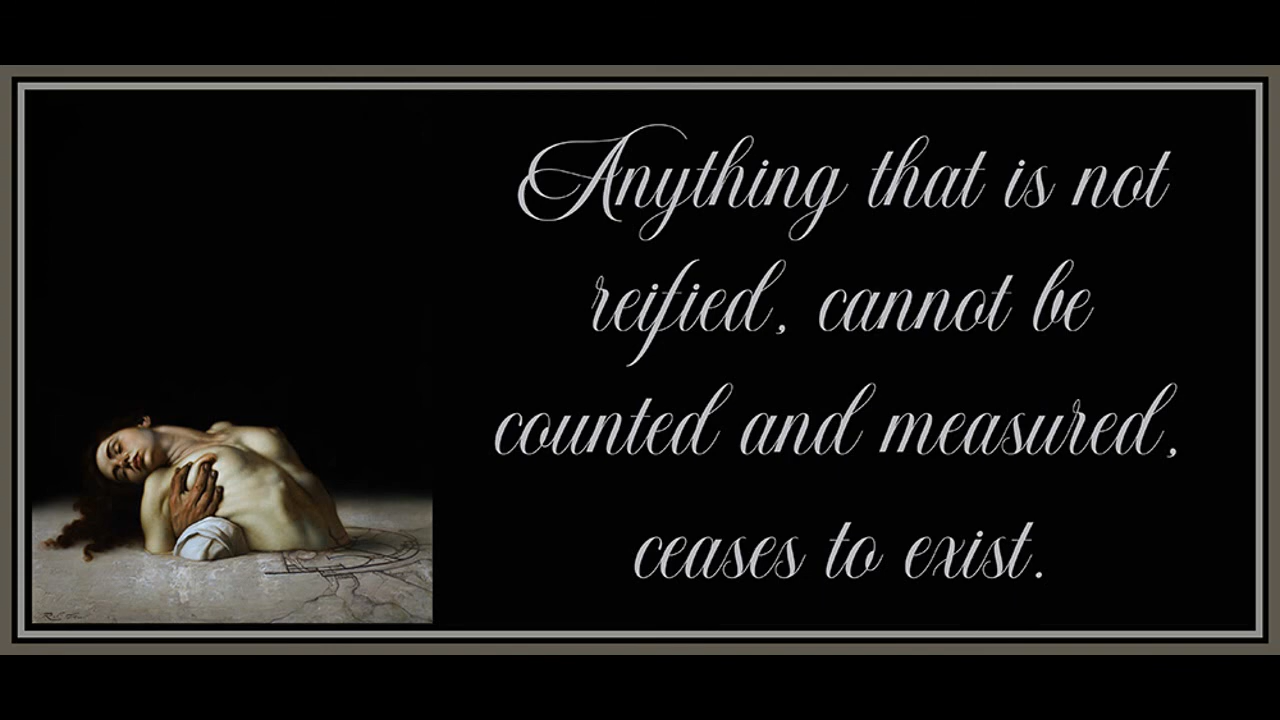 Anything that is not
reified, cannot be
counted and measured,
ceases to exist.